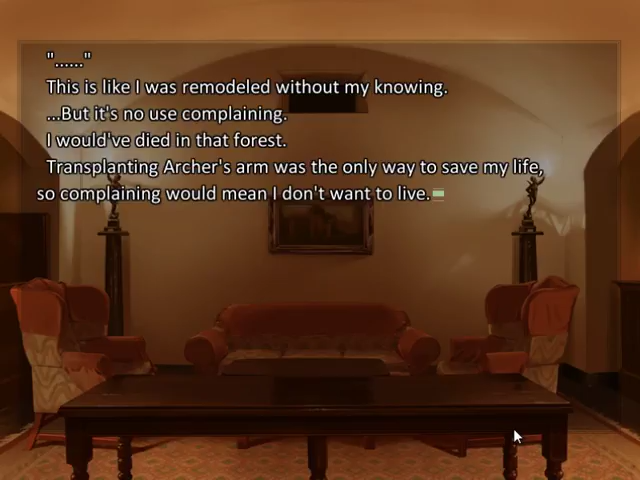 "......"
This is like I was remodeled without my knowing.
...But it's no use complaining.
I would've died in that forest.
Transplanting Archer's arm was the only way to save my life,
so complaining would mean I don't want to live.